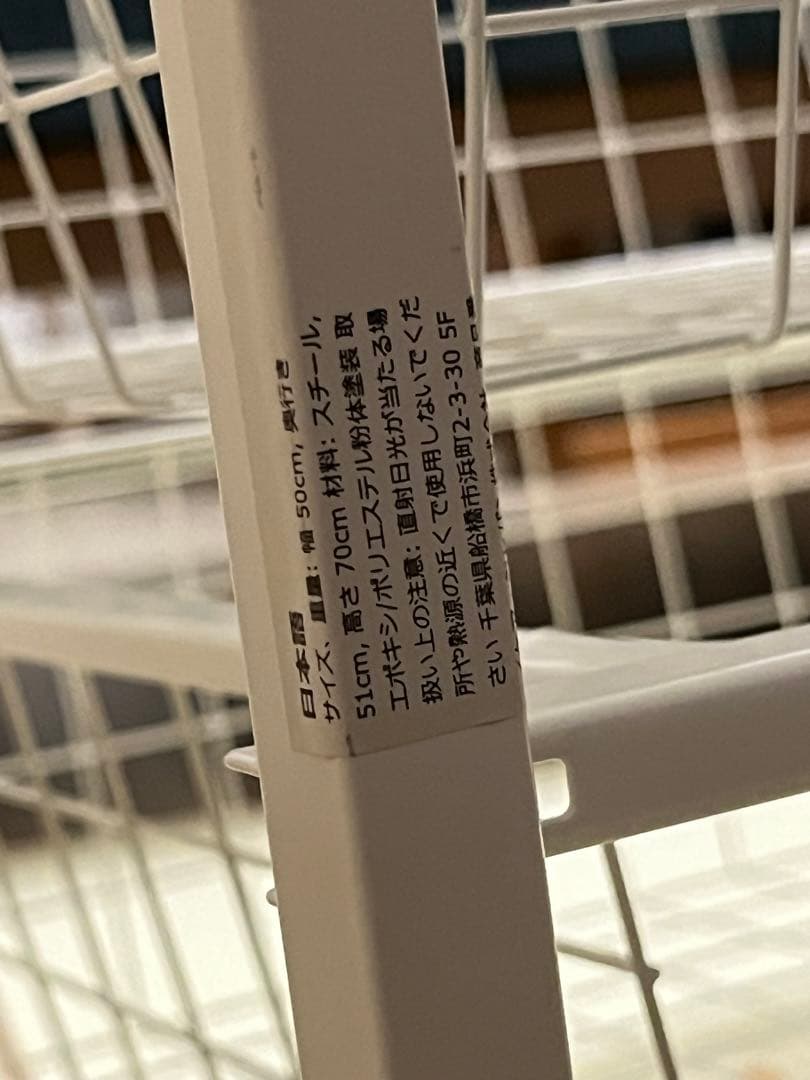 日本語
サイズ、重量: 幅 50cm, 奥行き
51cm, 高さ 70cm 材料: スチール,
エポキシ/ポリエステル粉体塗装 取
扱い上の注意: 直射日光が当たる場
所や熱源の近くで使用しないでくだ
さい 千葉県船橋市浜町2-3-30 5F